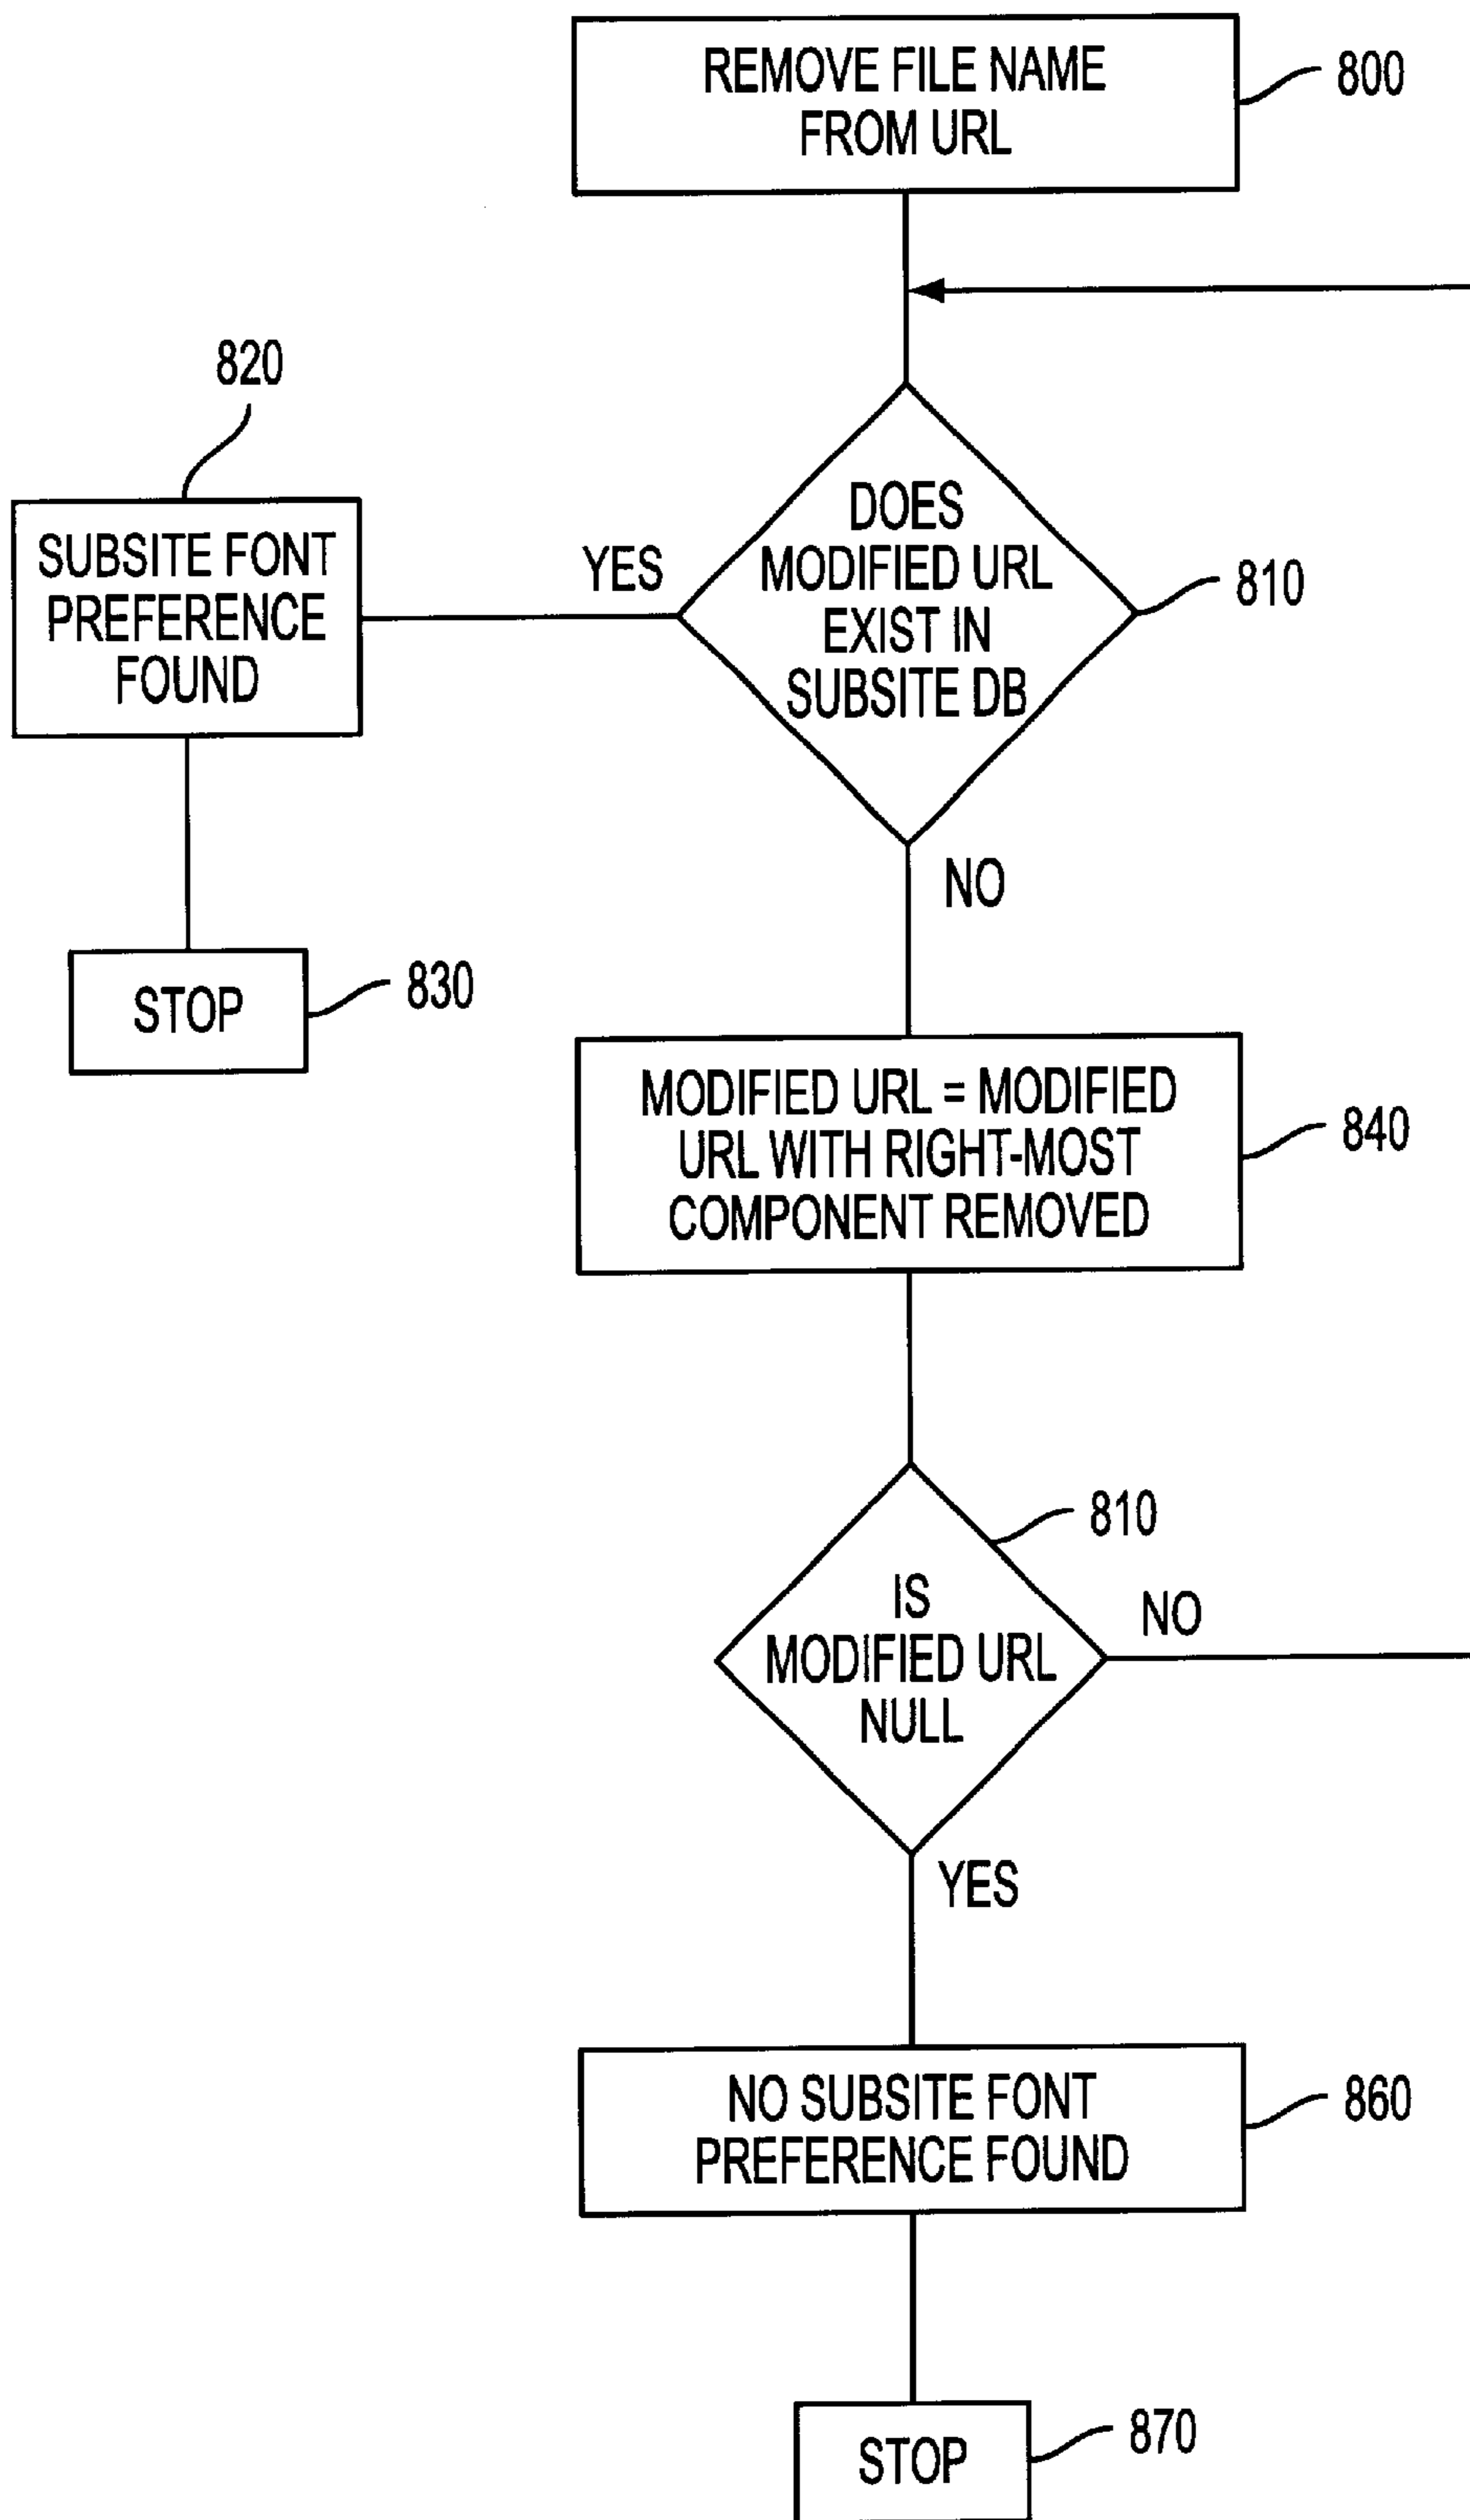 REMOVE FILE NAME
FROM URL
800
820
DOES
MODIFIED URL
EXIST IN
SUBSITE DB
810
YES
SUBSITE FONT
PREFERENCE
FOUND
NO
STOP
830
MODIFIED URL = MODIFIED
URL WITH RIGHT-MOST
COMPONENT REMOVED
840
810
IS
MODIFIED URL
NULL
NO
YES
NO SUBSITE FONT
PREFERENCE FOUND
860
STOP
870